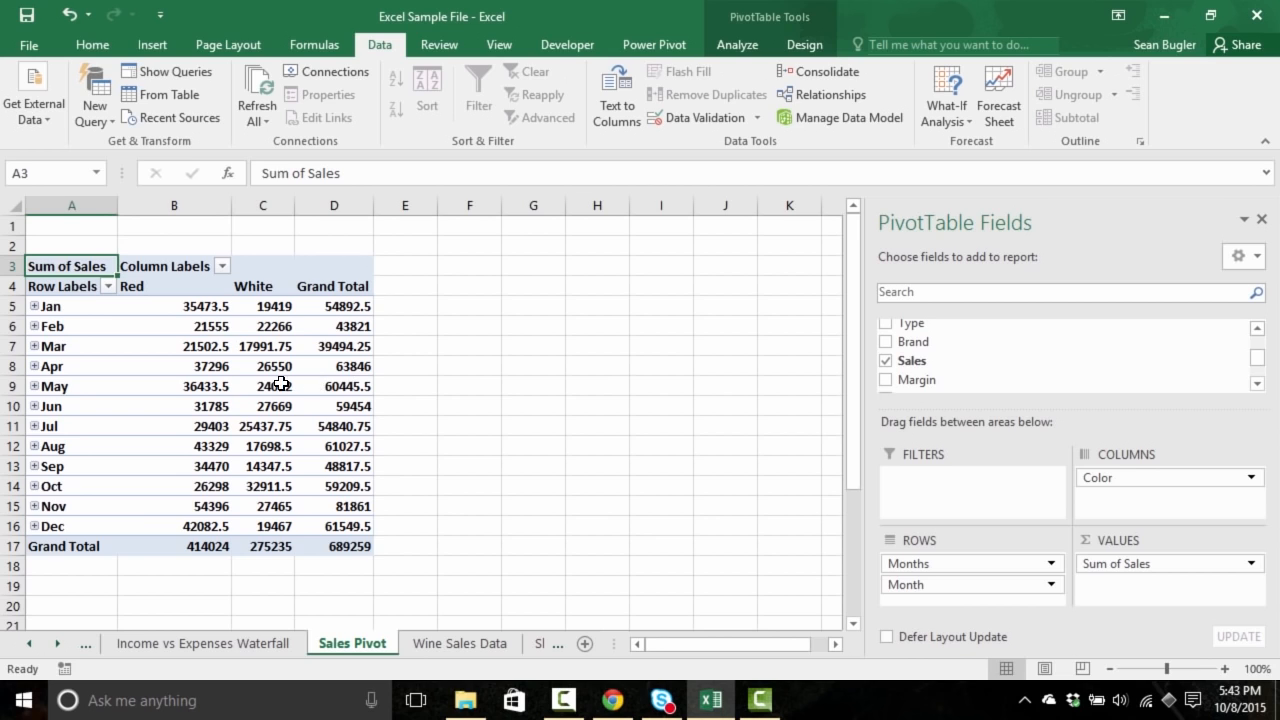 Excel Sample File - Excel
PivotTable Tools
File Home Insert Page Layout Formulas Data Review View Developer Power Pivot Analyze Design Tell me what you want to do... Sean Bugler Share
Get External Data
New Query
Show Queries
From Table
Recent Sources
Get & Transform
Refresh All
Connections
Properties
Edit Links
Connections
Sort
Filter
Clear
Reapply
Advanced
Sort & Filter
Text to Columns
Flash Fill
Remove Duplicates
Data Validation
Consolidate
Relationships
Manage Data Model
Data Tools
What-If Analysis
Forecast Sheet
Forecast
Group
Ungroup
Subtotal
Outline
A3 fx Sum of Sales
A B C D E F G H I J K
1
2
3 Sum of Sales Column Labels
4 Row Labels Red White Grand Total
5 Jan 35473.5 19419 54892.5
6 Feb 21555 22266 43821
7 Mar 21502.5 17991.75 39494.25
8 Apr 37296 26550 63846
9 May 36433.5 60445.5
10 Jun 31785 27669 59454
11 Jul 29403 25437.75 54840.75
12 Aug 43329 17698.5 61027.5
13 Sep 34470 14347.5 48817.5
14 Oct 26298 32911.5 59209.5
15 Nov 54396 27465 81861
16 Dec 42082.5 19467 61549.5
17 Grand Total 414024 275235 689259
18
19
20
21
PivotTable Fields
Choose fields to add to report:
Search
Type
Brand
Sales
Margin
Drag fields between areas below:
FILTERS
COLUMNS
Color
ROWS
Months
Month
Σ VALUES
Sum of Sales
Defer Layout Update UPDATE
... Income vs Expenses Waterfall Sales Pivot Wine Sales Data Sl ...
Ready 100%
Ask me anything
5:43 PM
10/8/2015